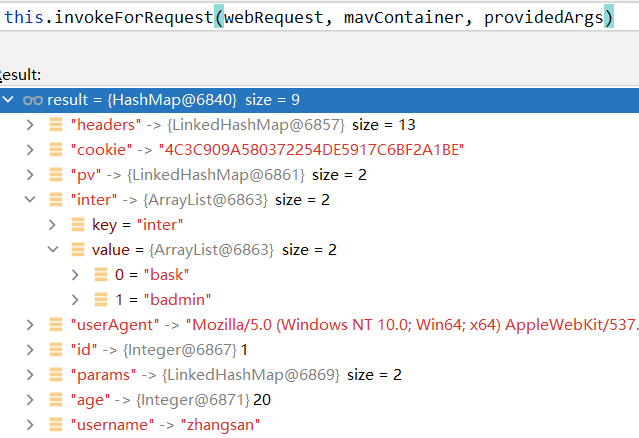 this.invokeForRequest(webRequest, mavContainer, providedArgs)
Result:
result = {HashMap@6840} size = 9
"headers" -> {LinkedHashMap@6857} size = 13
"cookie" -> "4C3C909A580372254DE5917C6BF2A1BE"
"pv" -> {LinkedHashMap@6861} size = 2
"inter" -> {ArrayList@6863} size = 2
key = "inter"
value = {ArrayList@6863} size = 2
0 = "bask"
1 = "badmin"
"userAgent" -> "Mozilla/5.0 (Windows NT 10.0; Win64; x64) AppleWebKit/537.
"id" -> {Integer@6867} 1
"params" -> {LinkedHashMap@6869} size = 2
"age" -> {Integer@6871} 20
"username" -> "zhangsan"